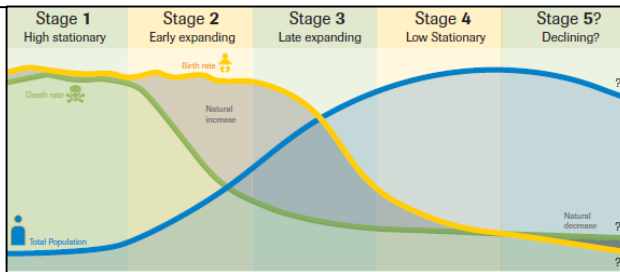 Stage 1
High stationary
Stage 2
Early expanding
Stage 3
Late expanding
Stage 4
Low Stationary
Stage 5?
Declining?
Birth rate
Death rate
Natural
increase
?
Total Population
Natural
decrease
?
?